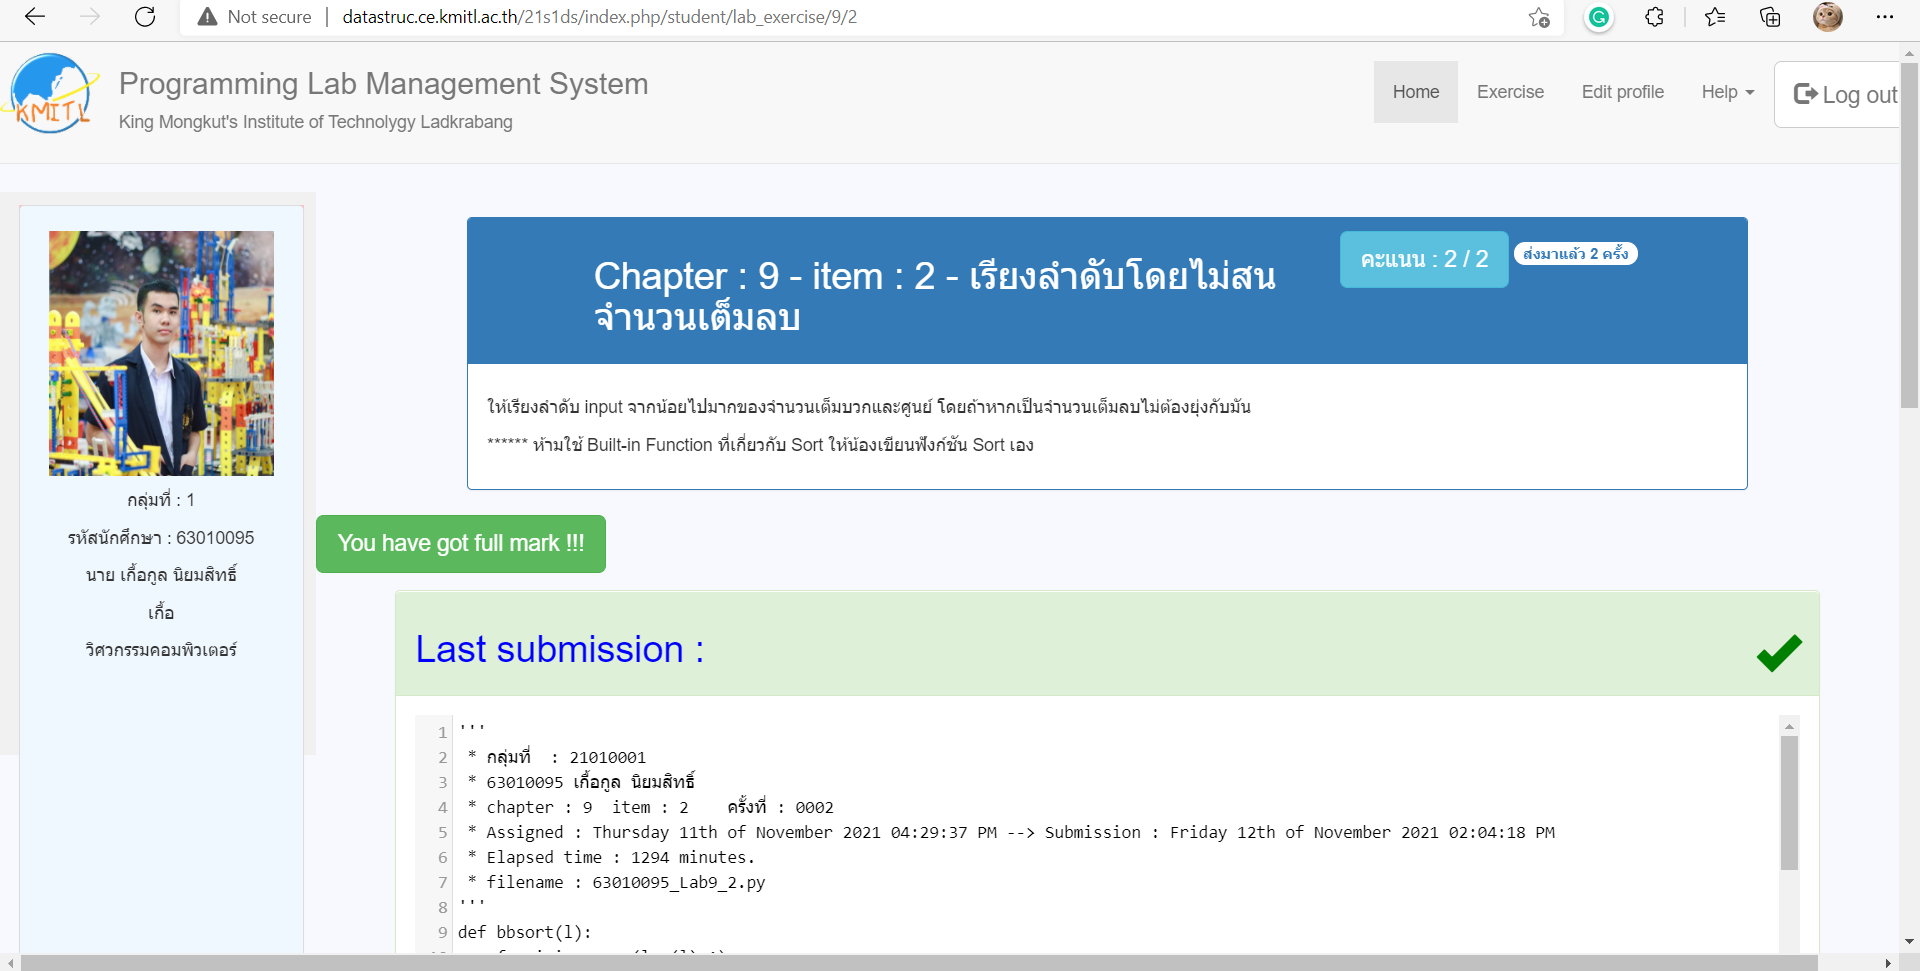 Not secure
datastruc.ce.kmitl.ac.th/21s1ds/index.php/student/lab_exercise/9/2
KMITL
Programming Lab Management System
King Mongkut's Institute of Technolygy Ladkrabang
Home
Exercise
Edit profile
Help
Log out
กลุ่มที่ : 1
รหัสนักศึกษา : 63010095
นาย เกื้อกูล นิยมสิทธิ์
เกื้อ
วิศวกรรมคอมพิวเตอร์
Chapter : 9 - item : 2 - เรียงลำดับโดยไม่สน
จำนวนเต็มลบ
คะแนน : 2 / 2
ส่งมาแล้ว 2 ครั้ง
ให้เรียงลำดับ input จากน้อยไปมากของจำนวนเต็มบวกและศูนย์ โดยถ้าหากเป็นจำนวนเต็มลบไม่ต้องยุ่งกับมัน
****** ห้ามใช้ Built-in Function ที่เกี่ยวกับ Sort ให้น้องเขียนฟังก์ชัน Sort เอง
You have got full mark !!!
Last submission :
1 '''
2 * กลุ่มที่ : 21010001
3 * 63010095 เกื้อกูล นิยมสิทธิ์
4 * chapter : 9 item : 2 ครั้งที่ : 0002
5 * Assigned : Thursday 11th of November 2021 04:29:37 PM --> Submission : Friday 12th of November 2021 02:04:18 PM
6 * Elapsed time : 1294 minutes.
7 * filename : 63010095_Lab9_2.py
8 '''
9 def bbsort(l):